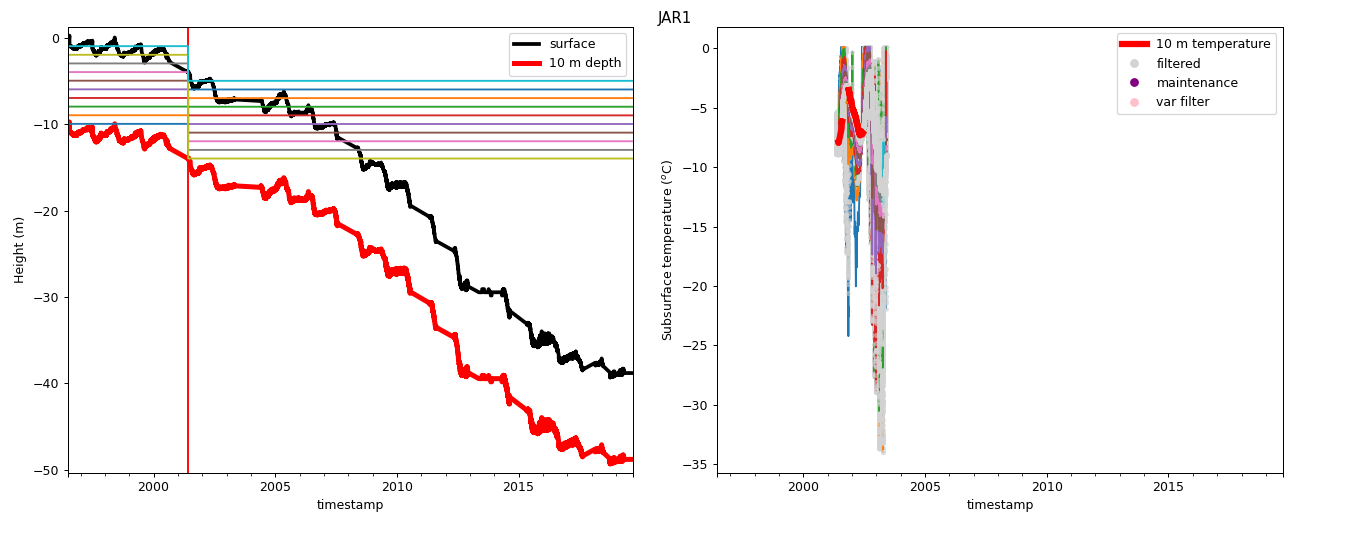 JAR1
surface
10 m depth
0
−10
−20
−30
−40
−50
Height (m)
2000
2005
2010
2015
timestamp
10 m temperature
filtered
maintenance
var filter
0
−5
−10
−15
−20
−25
−30
−35
Subsurface temperature (°C)
2000
2005
2010
2015
timestamp